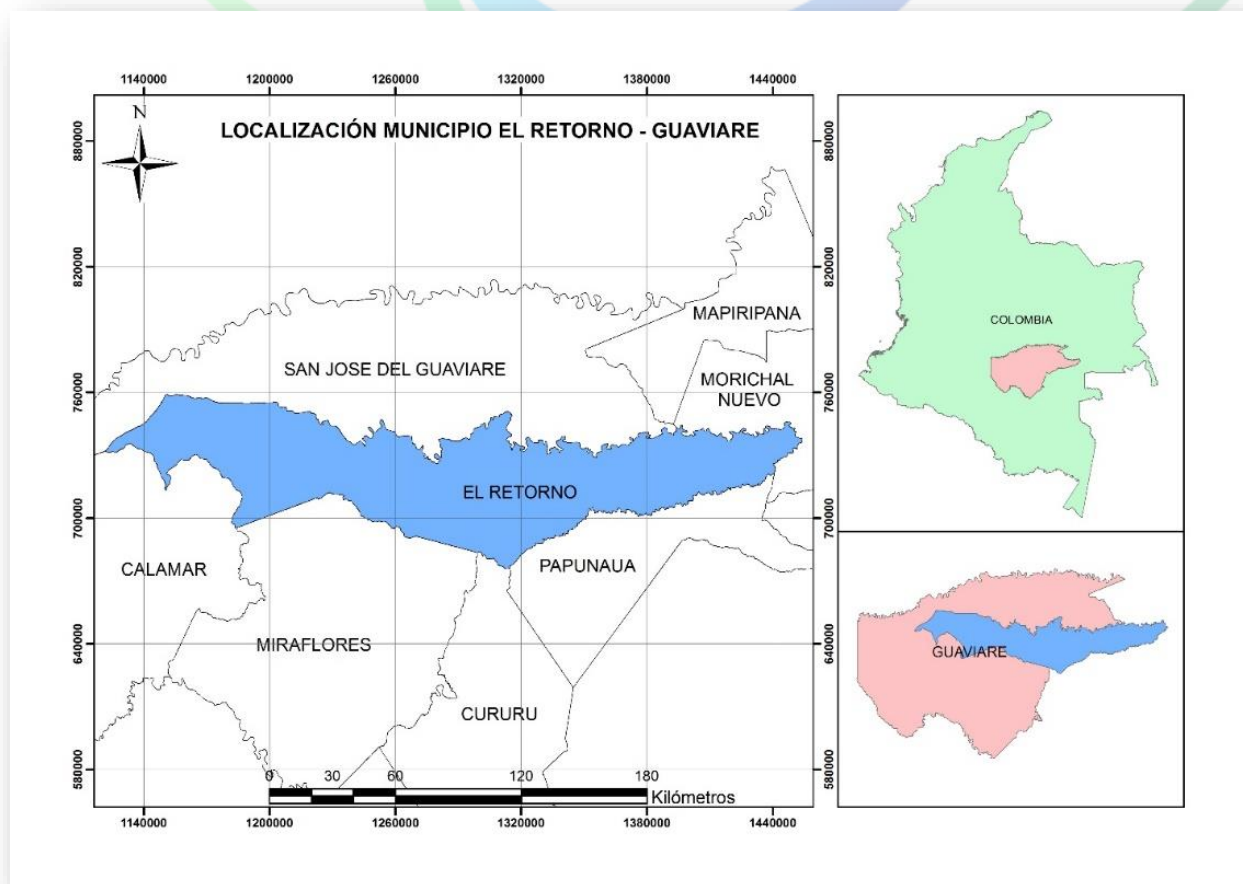 1140000 1200000 1260000 1320000 1380000 1440000
N
LOCALIZACIÓN MUNICIPIO EL RETORNO - GUAVIARE
880000 880000
820000 820000
MAPIRIPANA
SAN JOSE DEL GUAVIARE
MORICHAL
NUEVO
760000 760000
EL RETORNO
700000 700000
CALAMAR
PAPUNAUA
MIRAFLORES
640000 640000
CURURU
580000 580000
0 30 60 120 180
Kilómetros
1140000 1200000 1260000 1320000 1380000 1440000
COLOMBIA
GUAVIARE